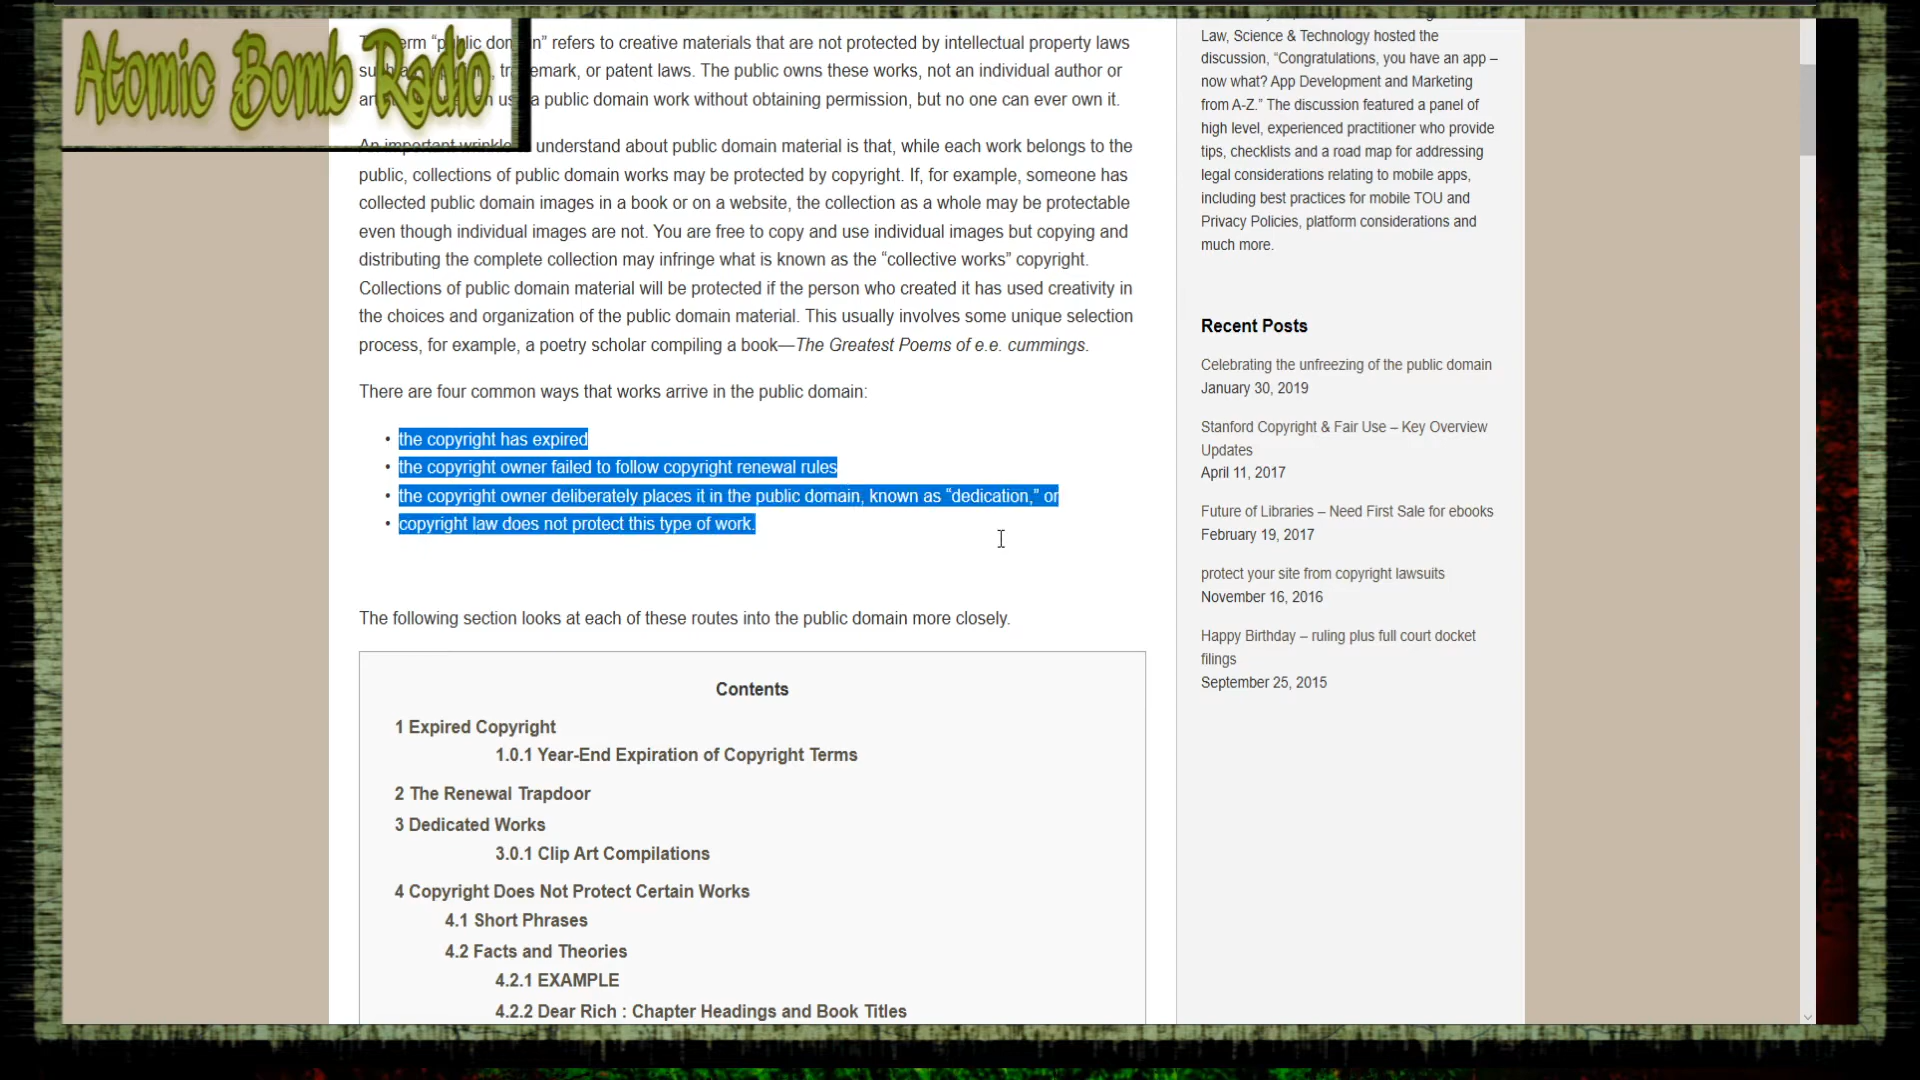 Atomic Bomb Radio
erm “public domain” refers to creative materials that are not protected by intellectual property laws
trademark, or patent laws. The public owns these works, not an individual author or
a public domain work without obtaining permission, but no one can ever own it.
An important wrinkle understand about public domain material is that, while each work belongs to the
public, collections of public domain works may be protected by copyright. If, for example, someone has
collected public domain images in a book or on a website, the collection as a whole may be protectable
even though individual images are not. You are free to copy and use individual images but copying and
distributing the complete collection may infringe what is known as the “collective works” copyright.
Collections of public domain material will be protected if the person who created it has used creativity in
the choices and organization of the public domain material. This usually involves some unique selection
process, for example, a poetry scholar compiling a book—The Greatest Poems of e.e. cummings.
There are four common ways that works arrive in the public domain:
• the copyright has expired
• the copyright owner failed to follow copyright renewal rules
• the copyright owner deliberately places it in the public domain, known as “dedication,” or
• copyright law does not protect this type of work.
The following section looks at each of these routes into the public domain more closely.
Contents
1 Expired Copyright
1.0.1 Year-End Expiration of Copyright Terms
2 The Renewal Trapdoor
3 Dedicated Works
3.0.1 Clip Art Compilations
4 Copyright Does Not Protect Certain Works
4.1 Short Phrases
4.2 Facts and Theories
4.2.1 EXAMPLE
4.2.2 Dear Rich : Chapter Headings and Book Titles
Law, Science & Technology hosted the
discussion, “Congratulations, you have an app –
now what? App Development and Marketing
from A-Z.” The discussion featured a panel of
high level, experienced practitioner who provide
tips, checklists and a road map for addressing
legal considerations relating to mobile apps,
including best practices for mobile TOU and
Privacy Policies, platform considerations and
much more.
Recent Posts
Celebrating the unfreezing of the public domain
January 30, 2019
Stanford Copyright & Fair Use – Key Overview
Updates
April 11, 2017
Future of Libraries – Need First Sale for ebooks
February 19, 2017
protect your site from copyright lawsuits
November 16, 2016
Happy Birthday – ruling plus full court docket
filings
September 25, 2015